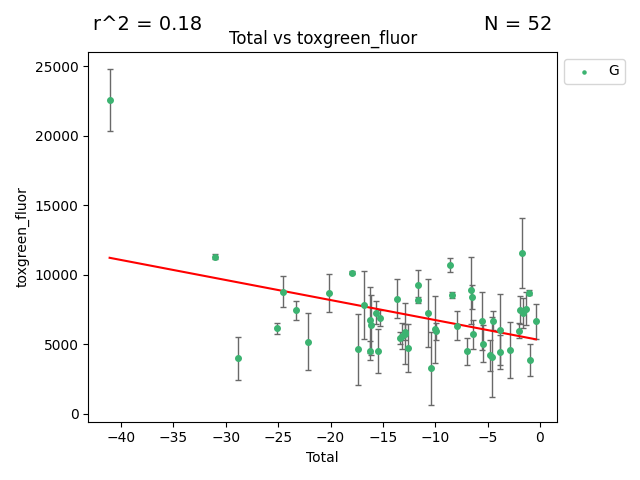 r^2 = 0.18
N = 52
Total vs toxgreen_fluor
G
25000
20000
15000
10000
5000
0
toxgreen_fluor
−40 −35 −30 −25 −20 −15 −10 −5 0
Total